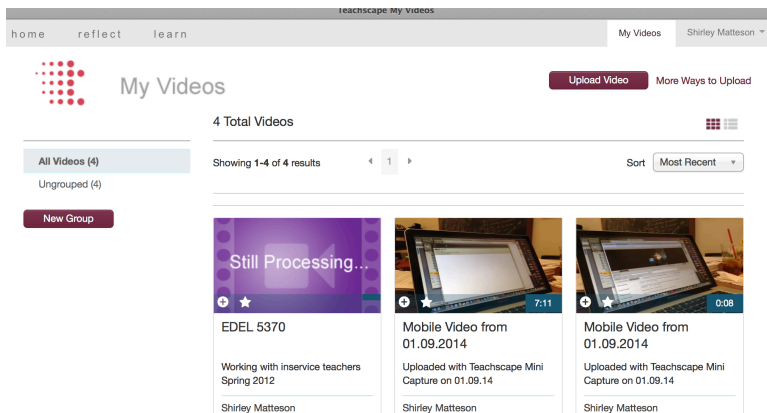 Teachscape My Videos
home reflect learn My Videos Shirley Matteson
My Videos
Upload Video More Ways to Upload
4 Total Videos
All Videos (4)
Ungrouped (4)
New Group
Showing 1-4 of 4 results 1 Sort Most Recent
Still Processing...
EDEL 5370
Working with inservice teachers
Spring 2012
Shirley Matteson
7:11
Mobile Video from
01.09.2014
Uploaded with Teachscape Mini
Capture on 01.09.14
Shirley Matteson
0:08
Mobile Video from
01.09.2014
Uploaded with Teachscape Mini
Capture on 01.09.14
Shirley Matteson